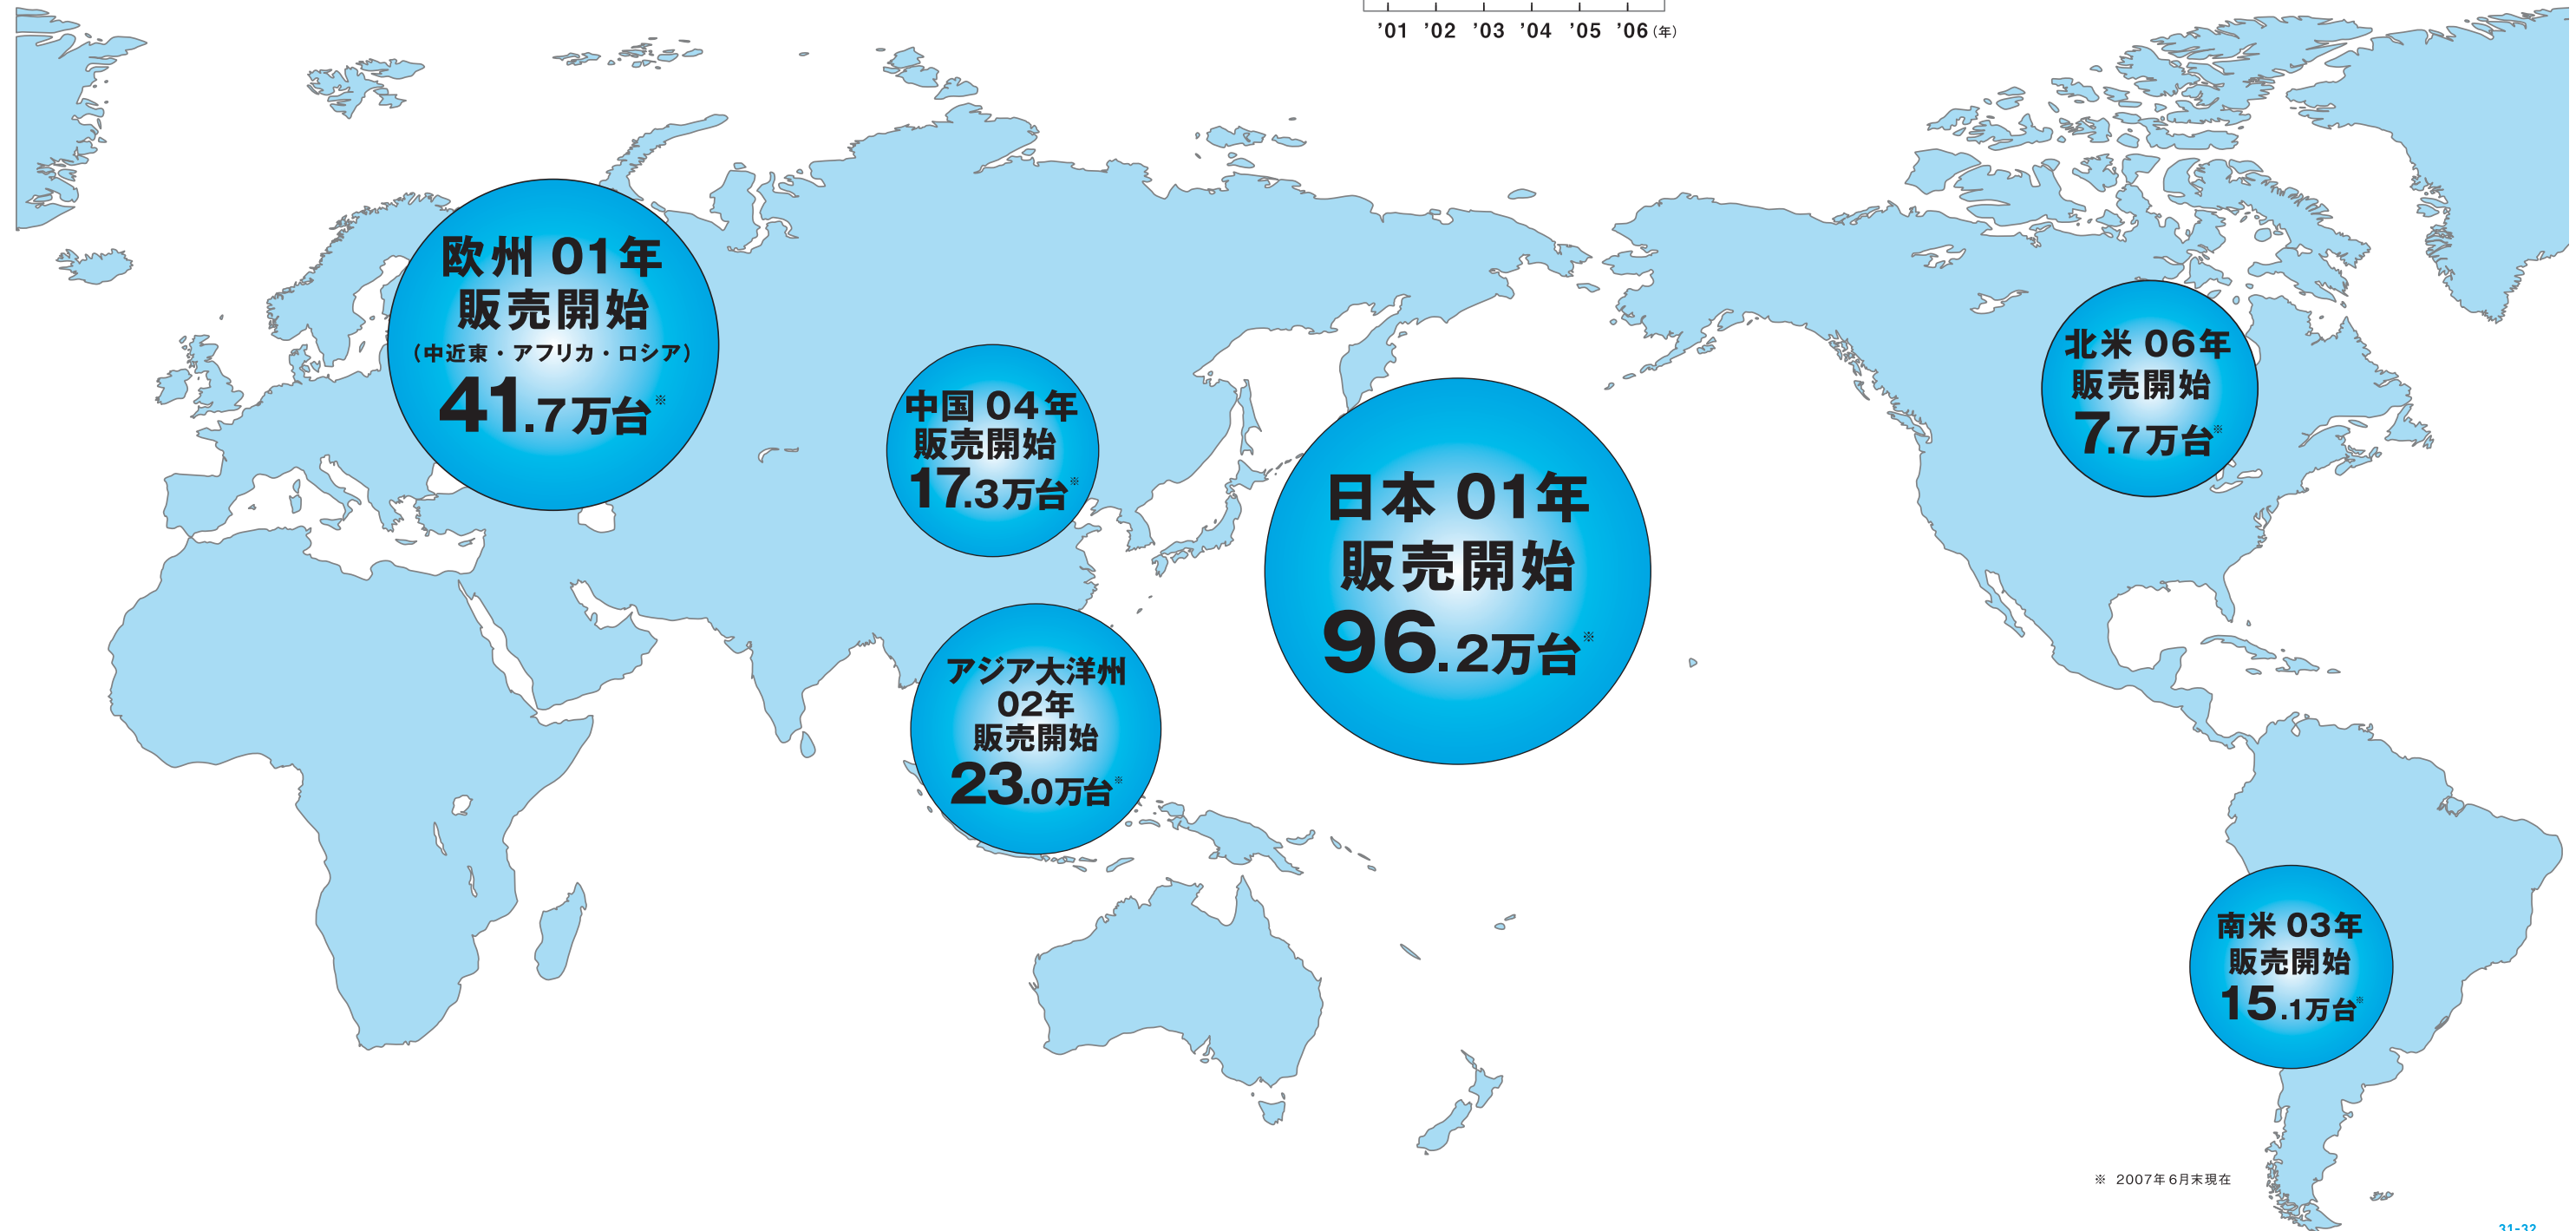 ’01 ’02 ’03 ’04 ’05 ’06(年)
欧州 01年
販売開始
(中近東・アフリカ・ロシア)
41.7万台※
中国 04年
販売開始
17.3万台※
日本 01年
販売開始
96.2万台※
アジア大洋州
02年
販売開始
23.0万台※
北米 06年
販売開始
7.7万台※
南米 03年
販売開始
15.1万台※
※ 2007年6月末現在
31-32